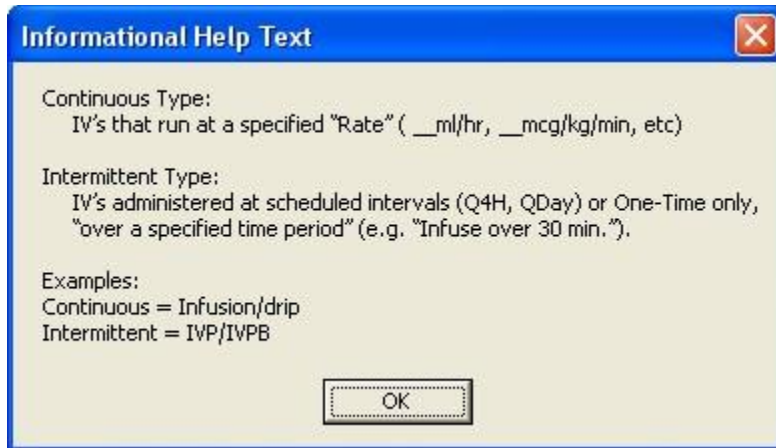 Informational Help Text
Continuous Type:
IV's that run at a specified "Rate" ( __ml/hr, __mcg/kg/min, etc)
Intermittent Type:
IV's administered at scheduled intervals (Q4H, QDay) or One-Time only,
"over a specified time period" (e.g. "Infuse over 30 min.").
Examples:
Continuous = Infusion/drip
Intermittent = IVP/IVPB
OK